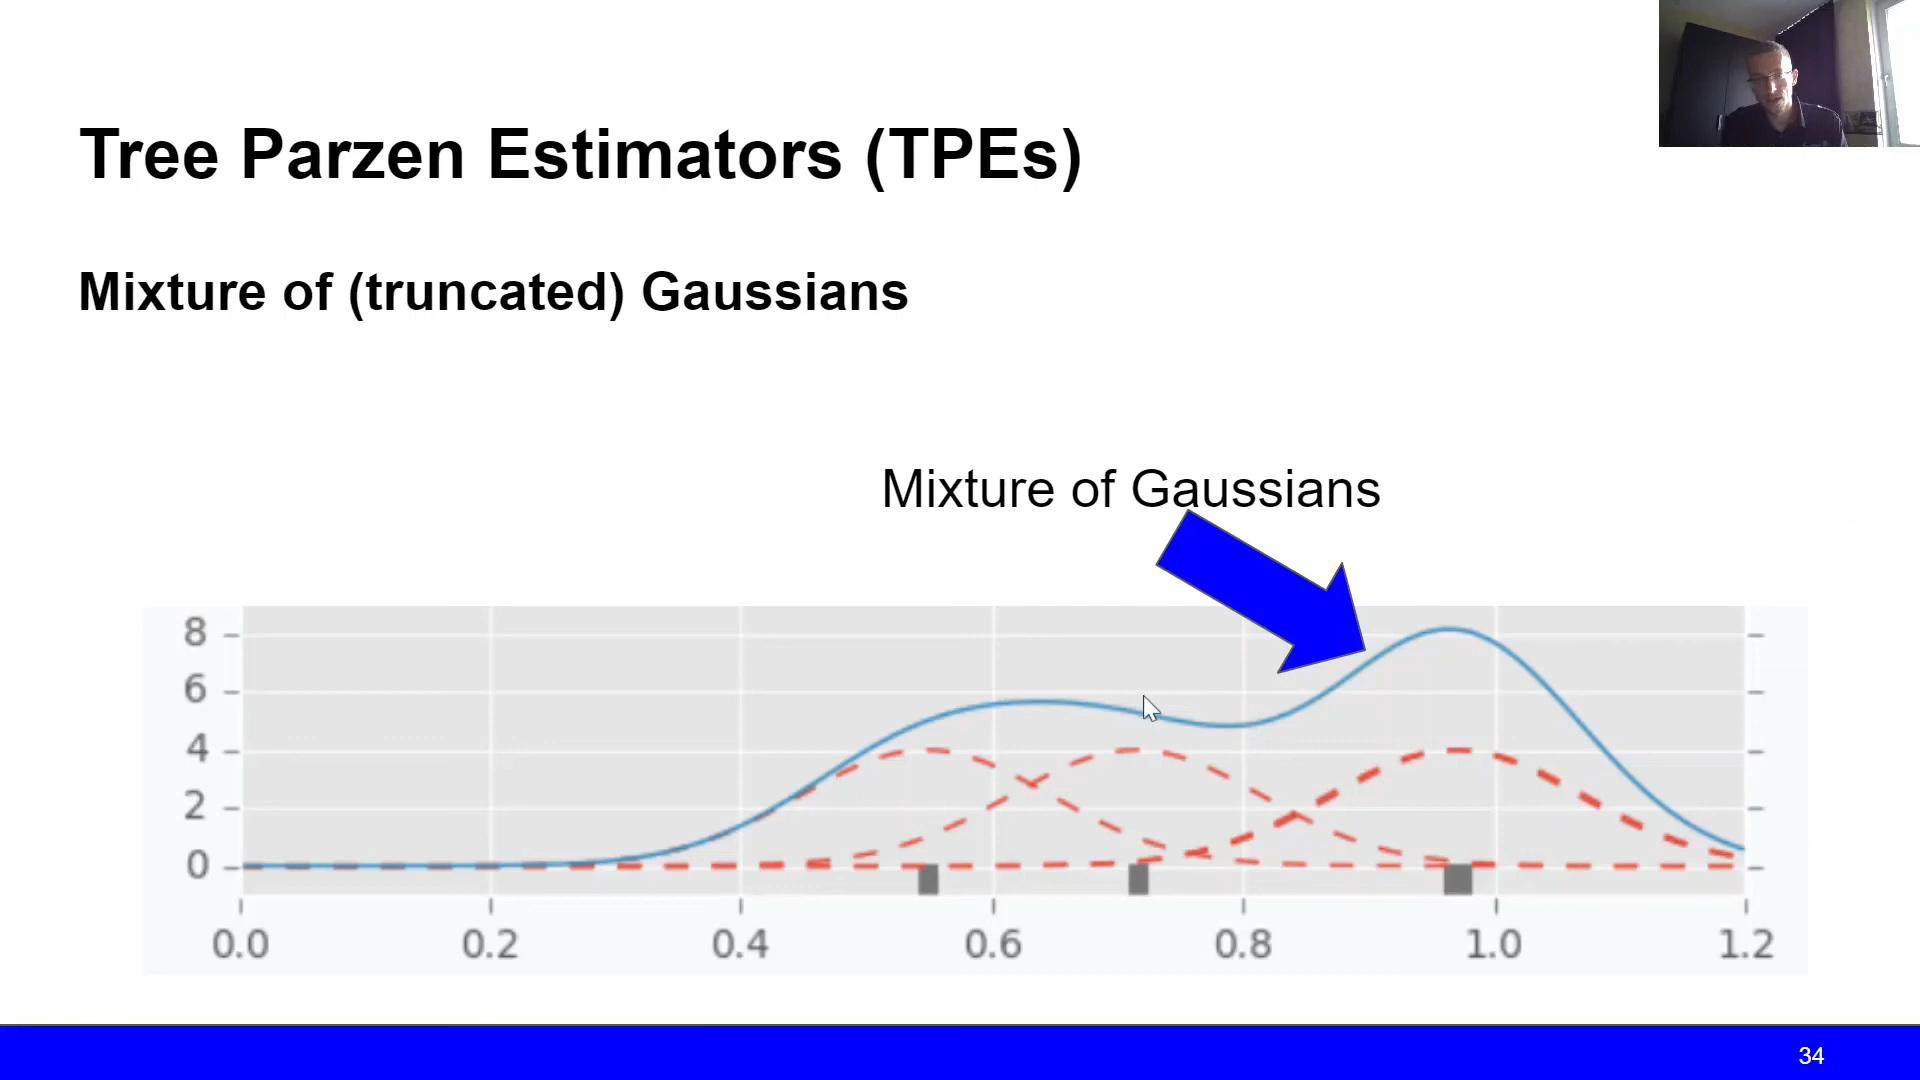 Tree Parzen Estimators (TPEs)
Mixture of (truncated) Gaussians
Mixture of Gaussians
8
6
4
2
0
0.0 0.2 0.4 0.6 0.8 1.0 1.2
34